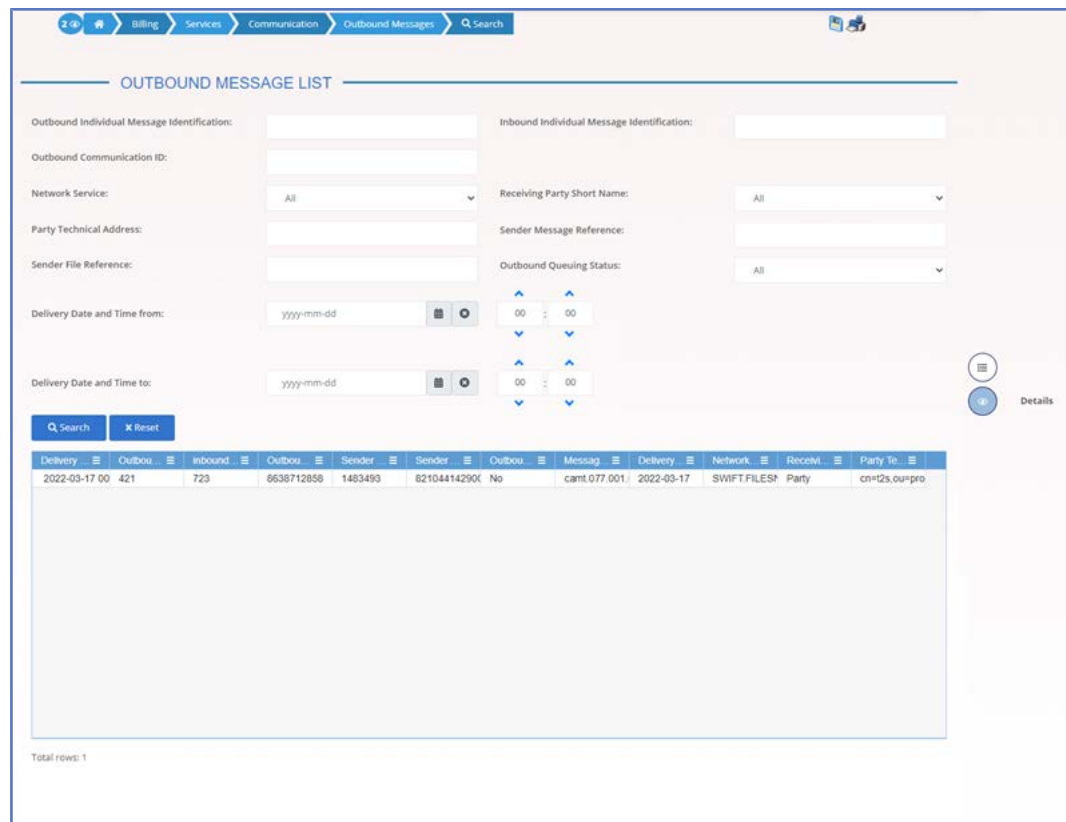 2 Billing Services Communication Outbound Messages Search
OUTBOUND MESSAGE LIST
Outbound Individual Message Identification: Inbound Individual Message Identification:
Outbound Communication ID:
Network Service: All Receiving Party Short Name: All
Party Technical Address: Sender Message Reference:
Sender File Reference: Outbound Queuing Status: All
Delivery Date and Time from: yyyy-mm-dd 00 : 00
Delivery Date and Time to: yyyy-mm-dd 00 : 00
Details
Search Reset
Delivery ... Outbou... inbound... Outbou... Sender ... Sender ... Outbou... Messag... Delivery... Network... Receivi... Party Te...
2022-03-17 00 421 723 8638712858 1483493 8210441429 No camt.077.001. 2022-03-17 SWIFT.FILES Party cn=t2s,ou=pro
Total rows: 1